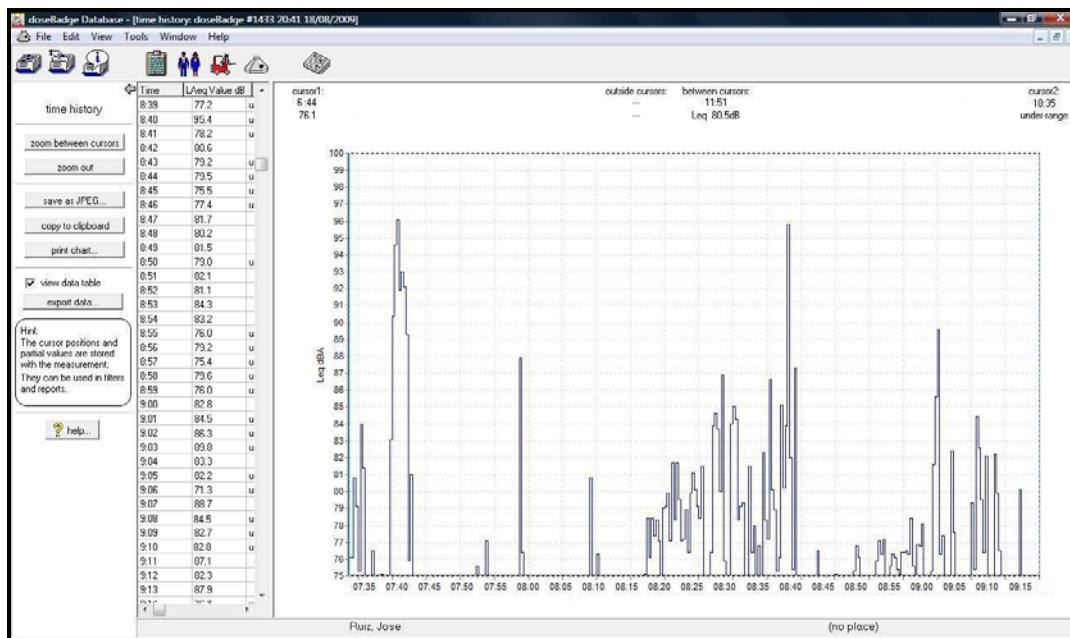 doseBadge Database - [time history: doseBadge #1433 20:41 18/08/2009]
File Edit View Tools Window Help
time history
zoom between cursors
zoom out
save as JPEG...
copy to clipboard
print chart...
view data table
export data...
Hint:
The cursor positions and
partial values are stored
with the measurement.
They can be used in filters
and reports.
help...
Time LAeq Value dB
8:39 77.2 u
8:40 95.4 u
8:41 78.2 u
8:42 80.6
8:43 79.2 u
8:44 79.5 u
8:45 75.5 u
8:46 77.4 u
8:47 81.7
8:48 80.2
8:49 81.5
8:50 79.0 u
8:51 82.1
8:52 81.1
8:53 84.3
8:54 83.2
8:55 76.0 u
8:56 79.2 u
8:57 75.4 u
8:58 79.6 u
8:59 76.0 u
9:00 82.8
9:01 84.5 u
9:02 86.3 u
9:03 89.8 u
9:04 83.3
9:05 82.2 u
9:06 71.3 u
9:07 88.7
9:08 84.5 u
9:09 82.7 u
9:10 82.8 u
9:11 87.1
9:12 82.3
9:13 87.9
cursor1: outside cursors: between cursors: cursor2:
6:44 --- 11:51 18:35
76.1 --- Leq 80.5dB under range
Leq dBA
100
99
98
97
96
95
94
93
92
91
90
89
88
87
86
85
84
83
82
81
80
79
78
77
76
75
07:35 07:40 07:45 07:50 07:55 08:00 08:05 08:10 08:15 08:20 08:25 08:30 08:35 08:40 08:45 08:50 08:55 09:00 09:05 09:10 09:15
Ruiz, Jose (no place)